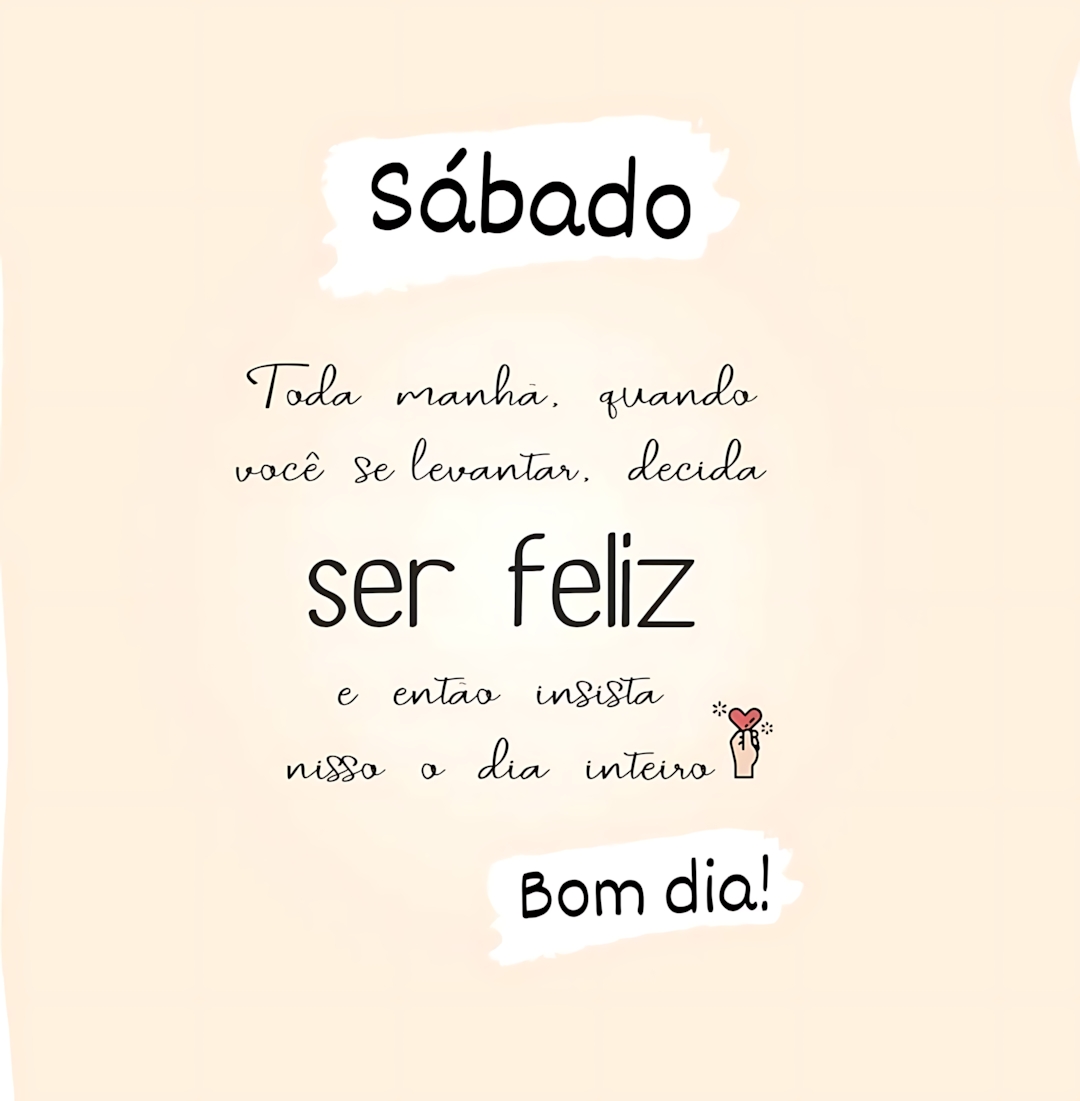 Sábado
Toda manhã, quando
você se levantar, decida
ser feliz
e então insista
nisso o dia inteiro
Bom dia!